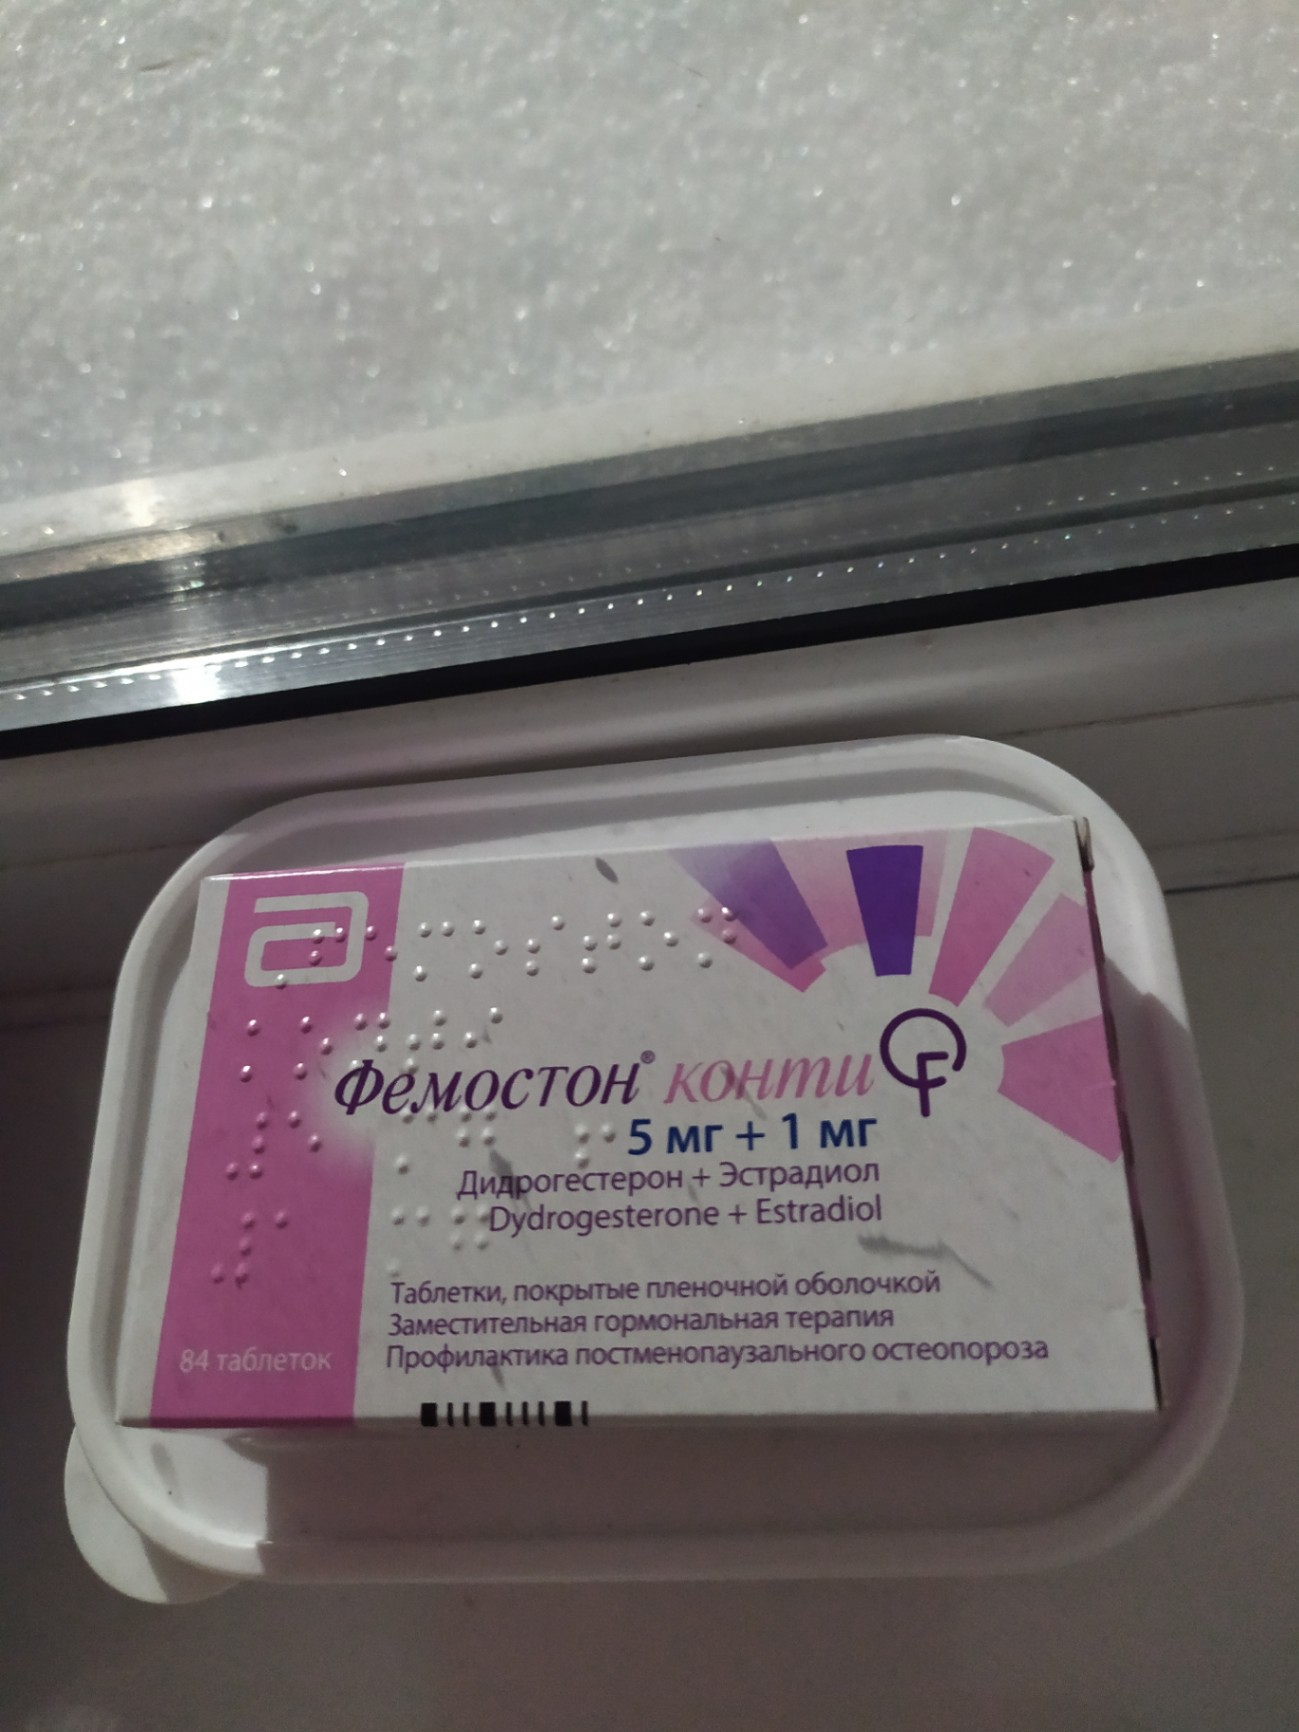 Фемостон® конти
5 мг + 1 мг
Дидрогестерон + Эстрадиол
Dydrogesterone + Estradiol
Таблетки, покрытые пленочной оболочкой
Заместительная гормональная терапия
Профилактика постменопаузального остеопороза
84 таблеток